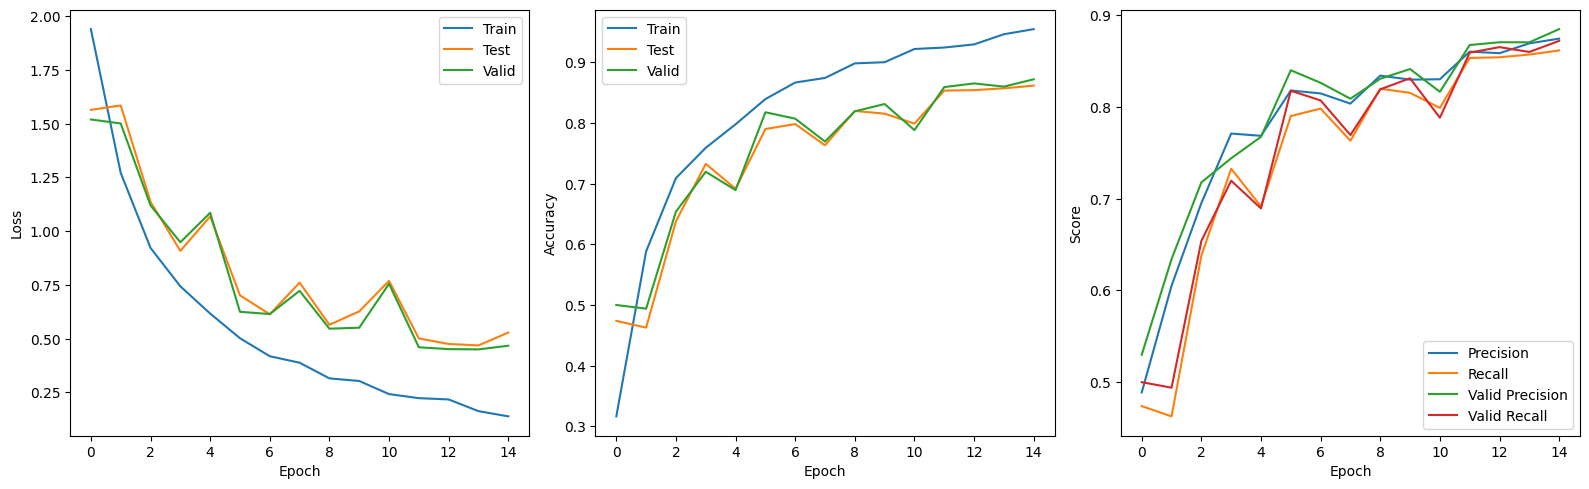 2.00
1.75
1.50
1.25
1.00
0.75
0.50
0.25
Loss
0 2 4 6 8 10 12 14
Epoch
Train
Test
Valid
0.9
0.8
0.7
0.6
0.5
0.4
0.3
Accuracy
0 2 4 6 8 10 12 14
Epoch
Train
Test
Valid
0.9
0.8
0.7
0.6
0.5
Score
0 2 4 6 8 10 12 14
Epoch
Precision
Recall
Valid Precision
Valid Recall